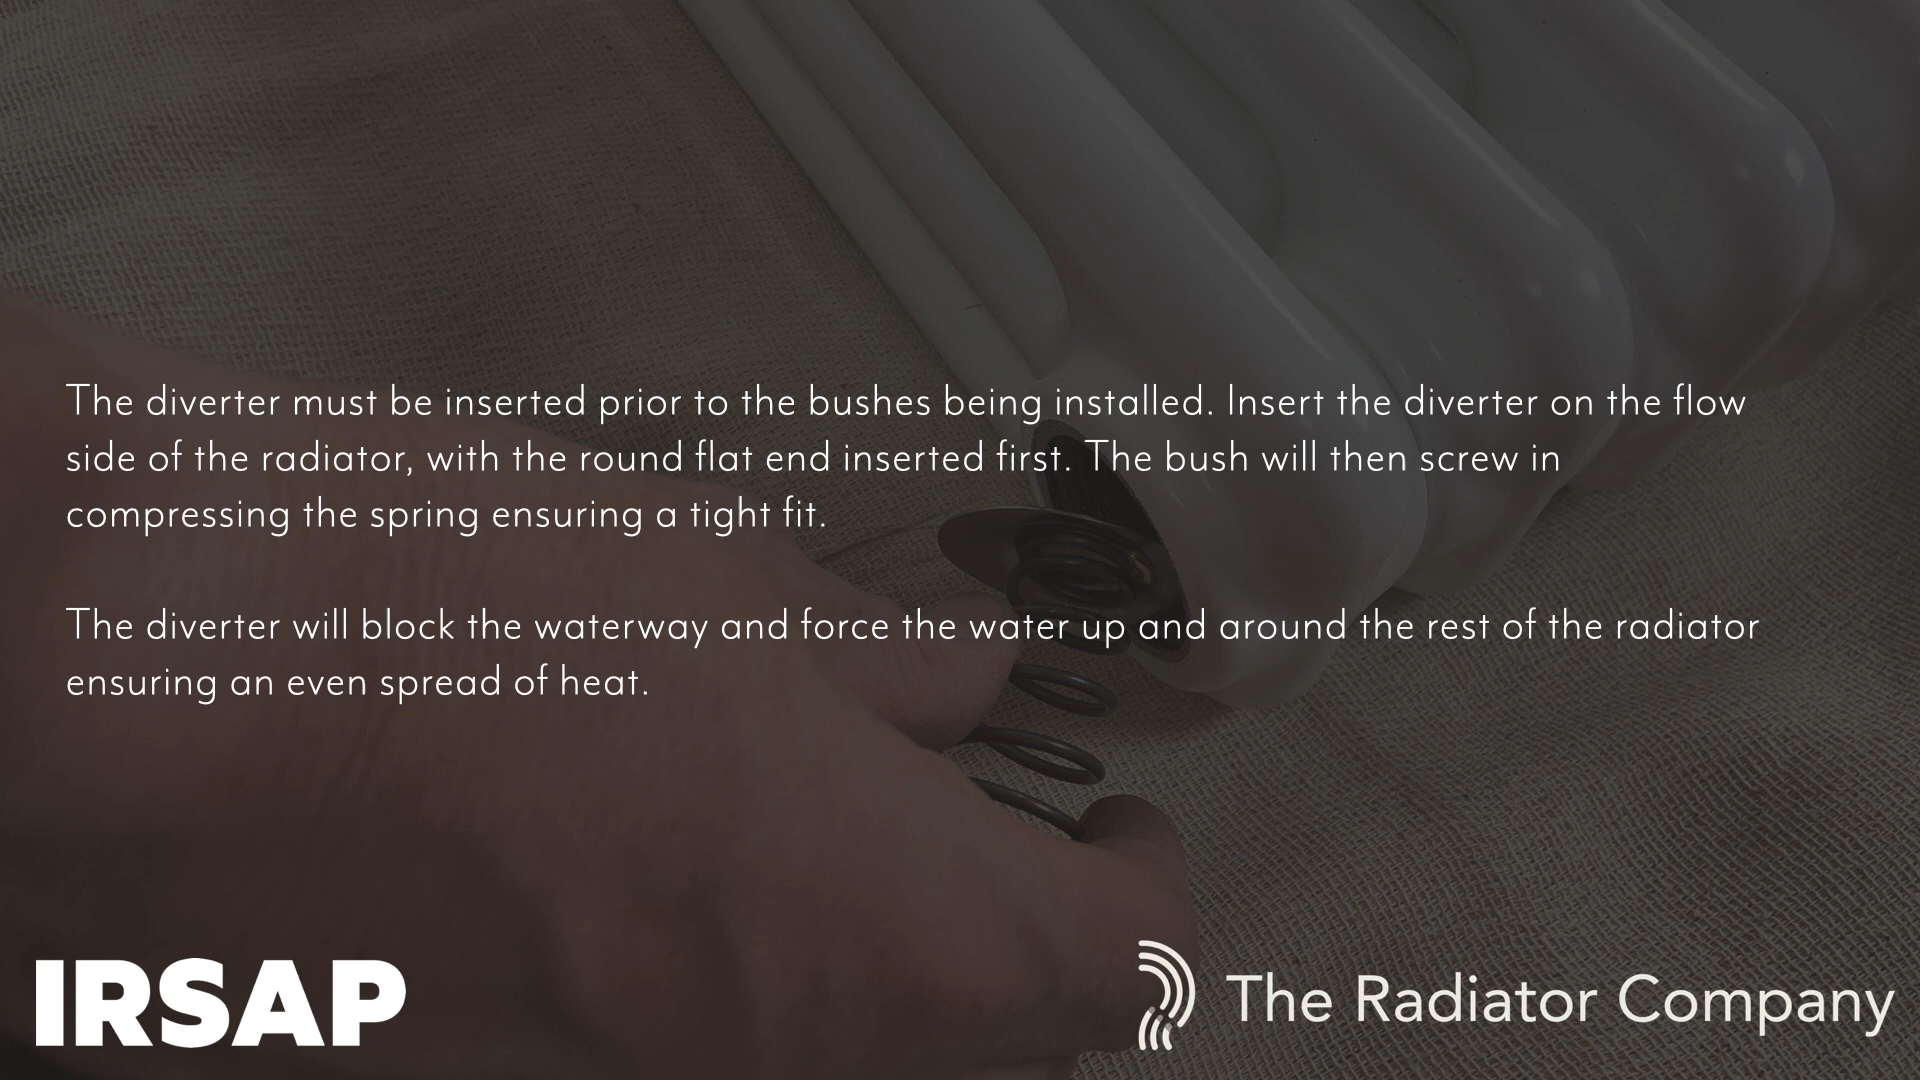 The diverter must be inserted prior to the bushes being installed. Insert the diverter on the flow
side of the radiator, with the round flat end inserted first. The bush will then screw in
compressing the spring ensuring a tight fit.
The diverter will block the waterway and force the water up and around the rest of the radiator
ensuring an even spread of heat.
IRSAP
The Radiator Company